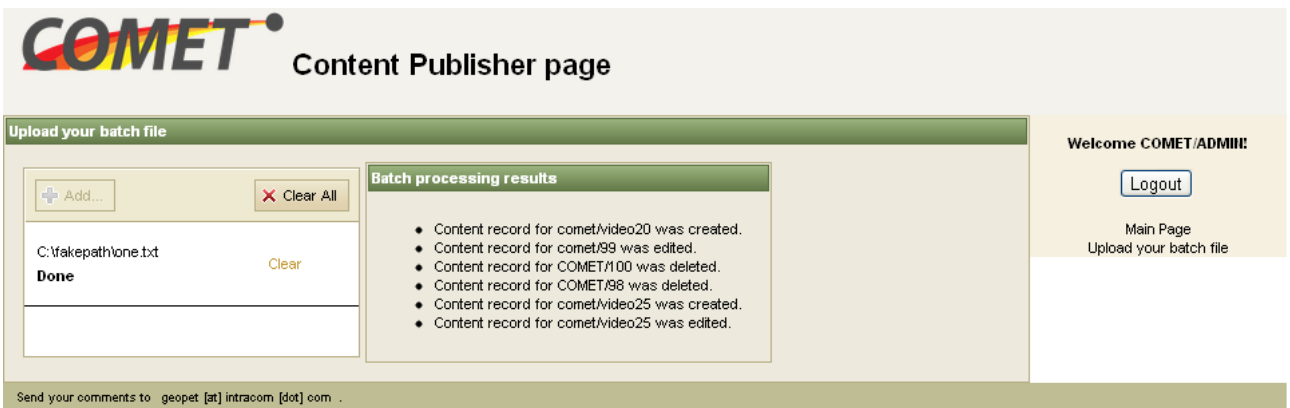 COMET
Content Publisher page
Upload your batch file
Welcome COMET/ADMIN!
Logout
Main Page
Upload your batch file
Add...
Clear All
C:\fakepath\one.txt
Done
Clear
Batch processing results
Content record for comet/video20 was created.
Content record for comet/99 was edited.
Content record for COMET/100 was deleted.
Content record for COMET/98 was deleted.
Content record for comet/video25 was created.
Content record for comet/video25 was edited.
Send your comments to geopet [at] intracom [dot] com .